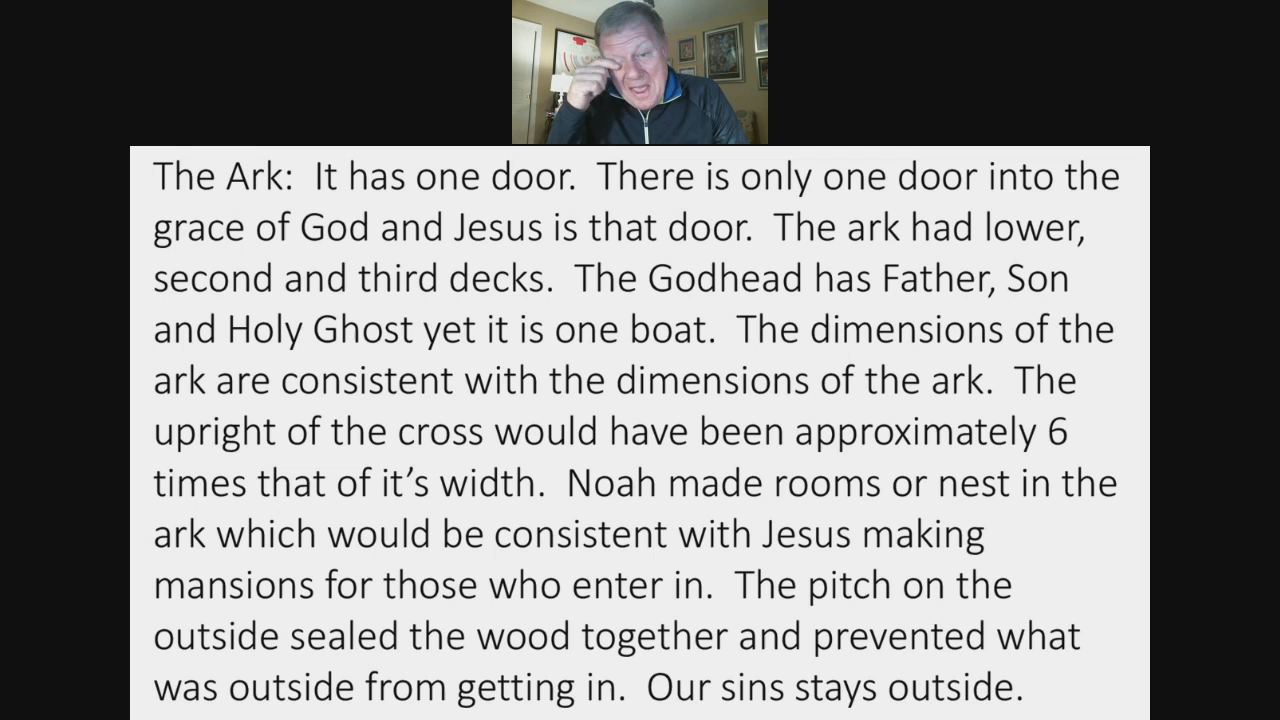 The Ark:  It has one door.  There is only one door into the
grace of God and Jesus is that door.  The ark had lower,
second and third decks.  The Godhead has Father, Son
and Holy Ghost yet it is one boat.  The dimensions of the
ark are consistent with the dimensions of the ark.  The
upright of the cross would have been approximately 6
times that of it’s width.  Noah made rooms or nest in the
ark which would be consistent with Jesus making
mansions for those who enter in.  The pitch on the
outside sealed the wood together and prevented what
was outside from getting in.  Our sins stays outside.